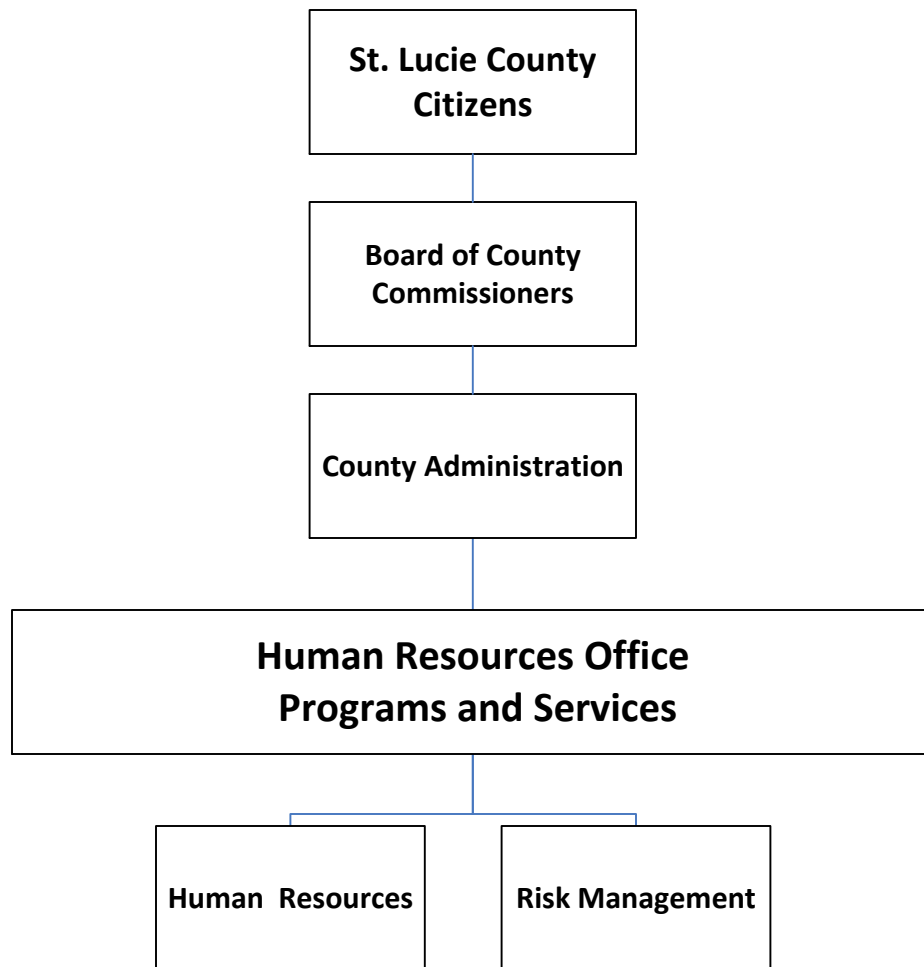 St. Lucie County
Citizens
Board of County
Commissioners
County Administration
Human Resources Office
Programs and Services
Human  Resources
Risk Management